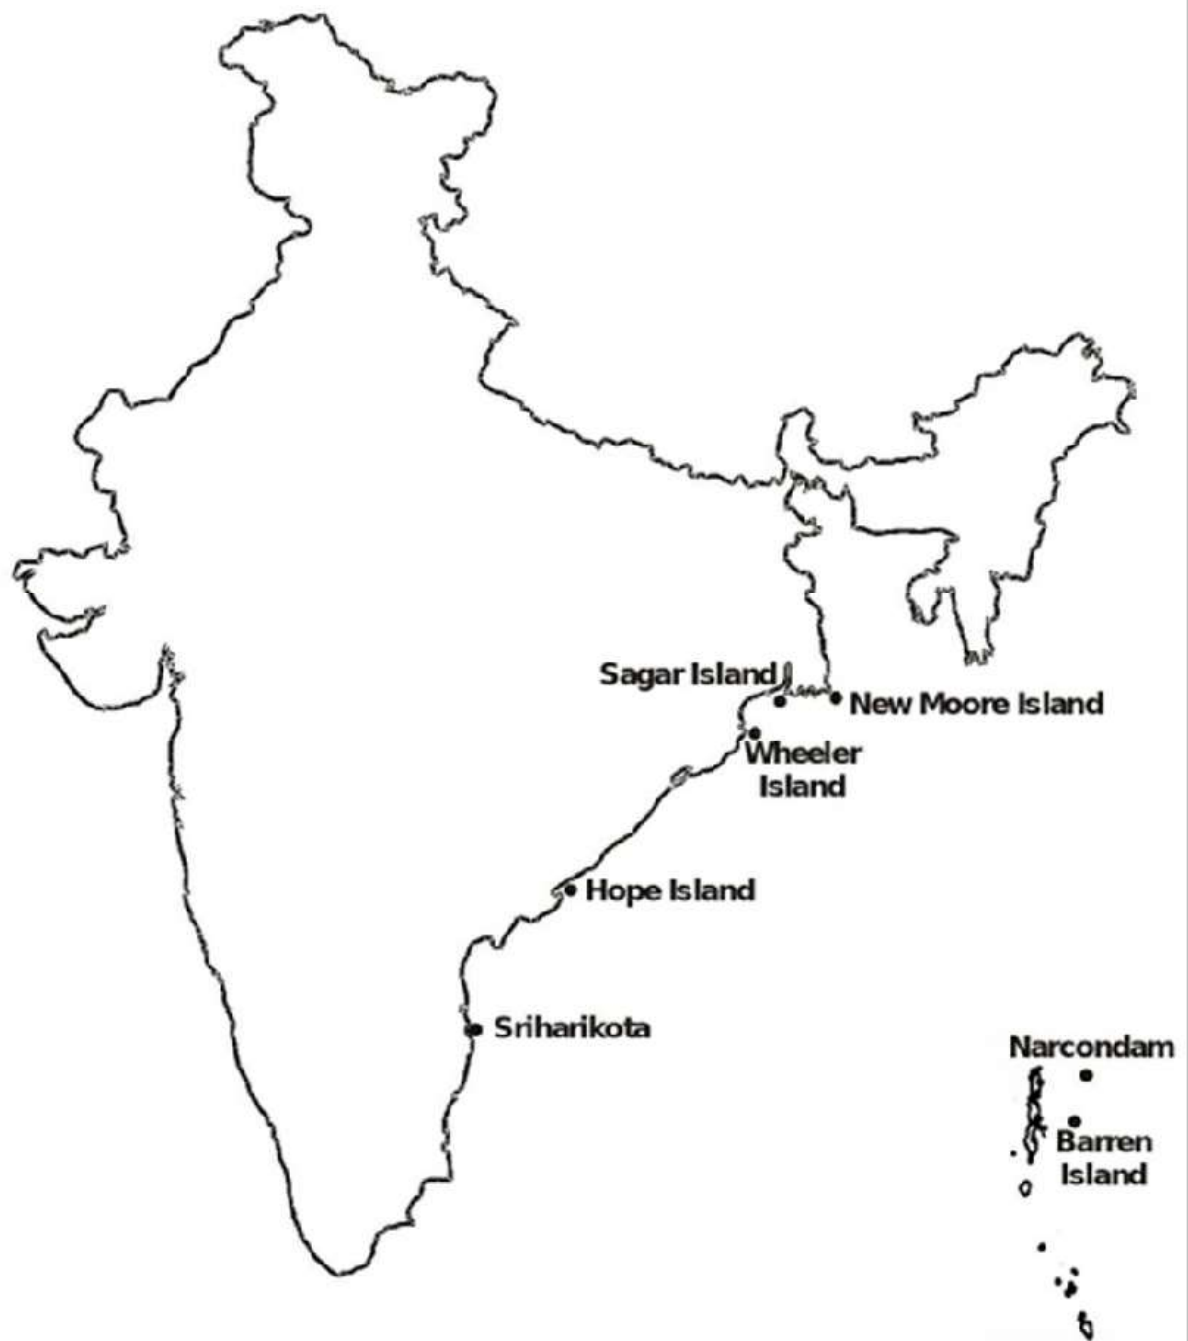 Sagar Island
New Moore Island
Wheeler
Island
Hope Island
Sriharikota
Narcondam
Barren
Island